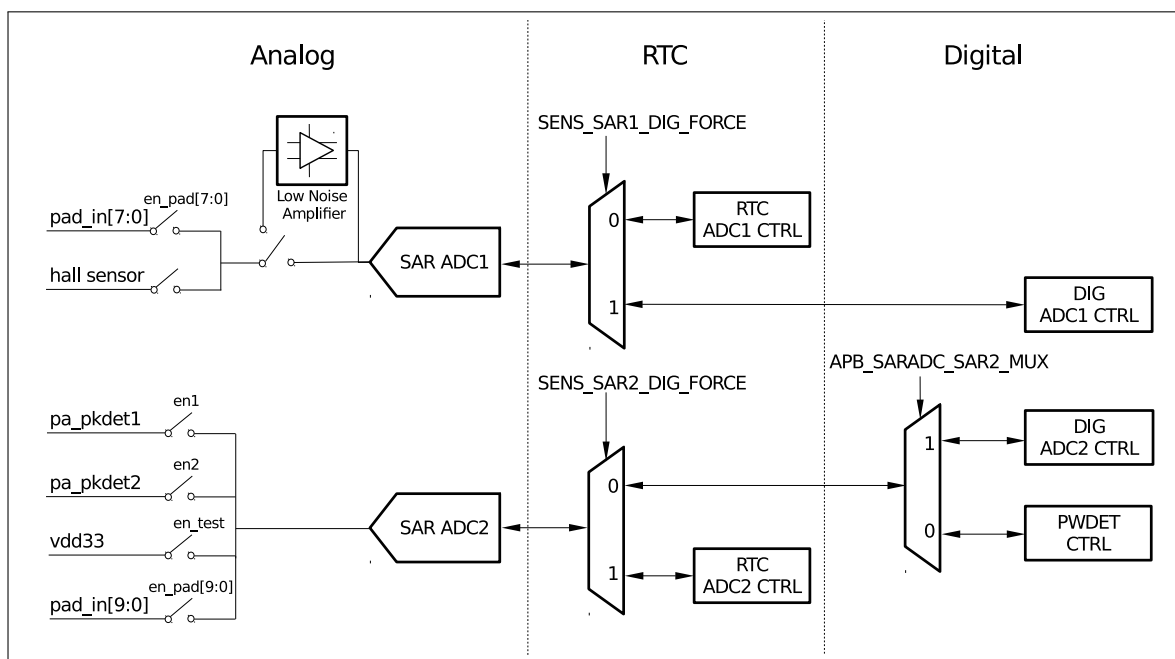 Analog
RTC
Digital
SENS_SAR1_DIG_FORCE
Low Noise
Amplifier
en_pad[7:0]
pad_in[7:0]
hall sensor
SAR ADC1
0
1
RTC
ADC1 CTRL
DIG
ADC1 CTRL
SENS_SAR2_DIG_FORCE
APB_SARADC_SAR2_MUX
en1
pa_pkdet1
en2
pa_pkdet2
en_test
vdd33
en_pad[9:0]
pad_in[9:0]
SAR ADC2
0
1
RTC
ADC2 CTRL
1
0
DIG
ADC2 CTRL
PWDET
CTRL